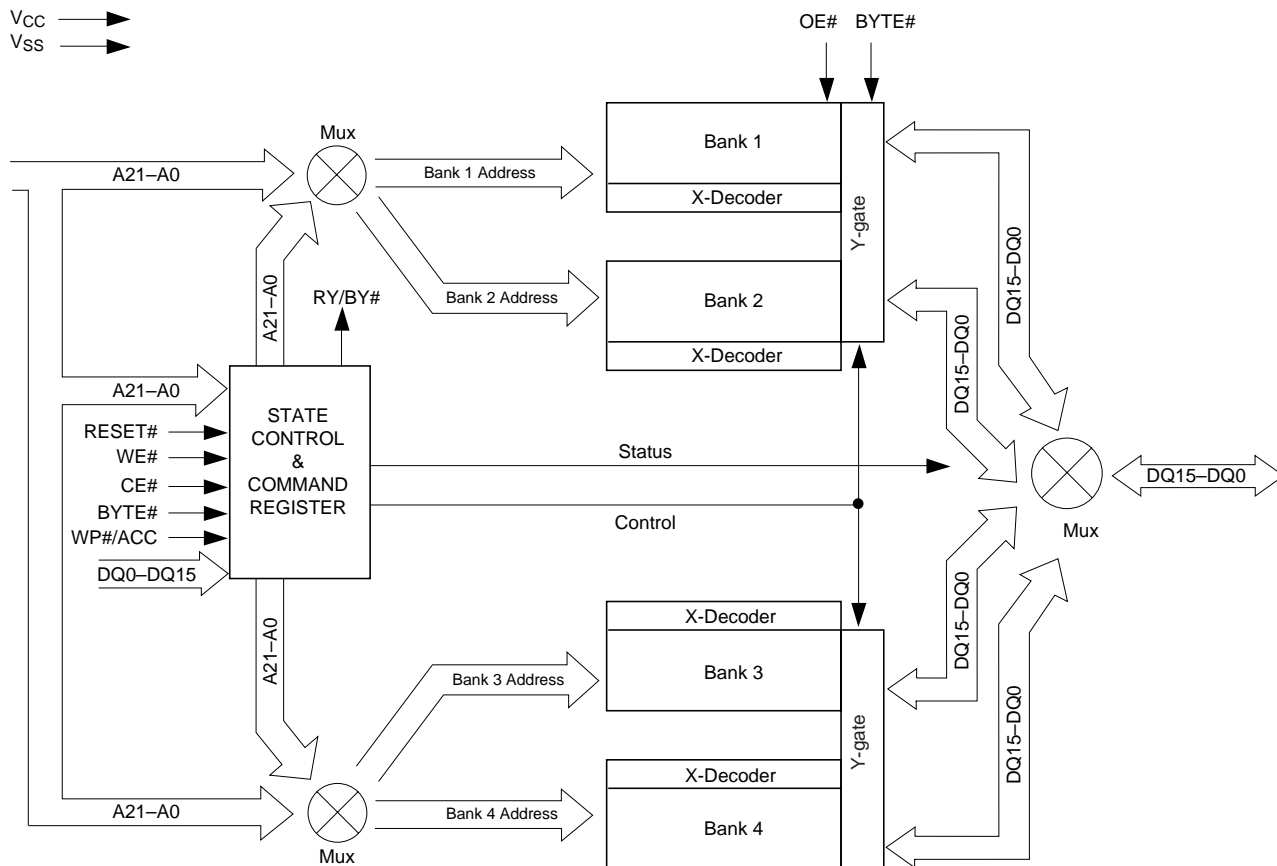 VCC
VSS
OE# BYTE#
Mux
A21–A0
Bank 1 Address
Bank 1
X-Decoder
Y-gate
DQ15–DQ0
A21–A0
RY/BY#
Bank 2 Address
Bank 2
X-Decoder
DQ15–DQ0
A21–A0
RESET#
WE#
CE#
BYTE#
WP#/ACC
DQ0–DQ15
STATE
CONTROL
&
COMMAND
REGISTER
Status
Control
DQ15–DQ0
Mux
A21–A0
X-Decoder
Bank 3 Address
Bank 3
Y-gate
DQ15–DQ0
DQ15–DQ0
X-Decoder
A21–A0
Mux
Bank 4 Address
Bank 4